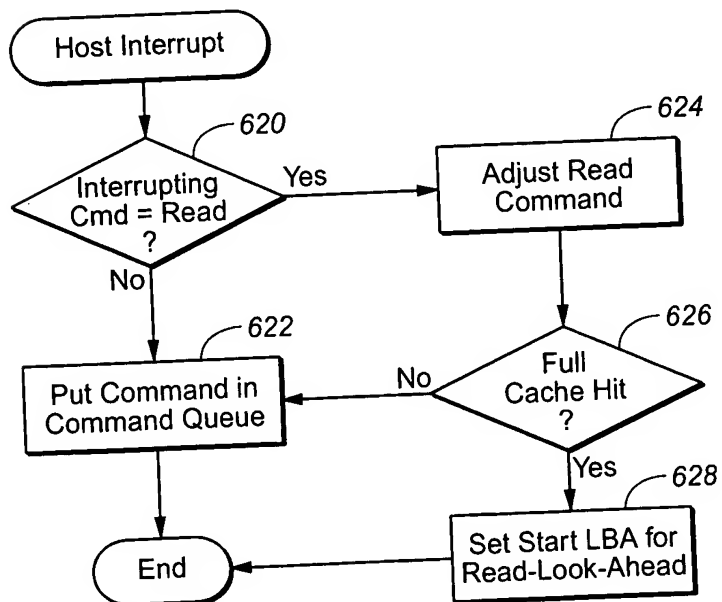 Host Interrupt
620
Interrupting
Cmd = Read
?
Yes
No
624
Adjust Read
Command
626
Full
Cache Hit
?
No
Yes
622
Put Command in
Command Queue
628
Set Start LBA for
Read-Look-Ahead
End